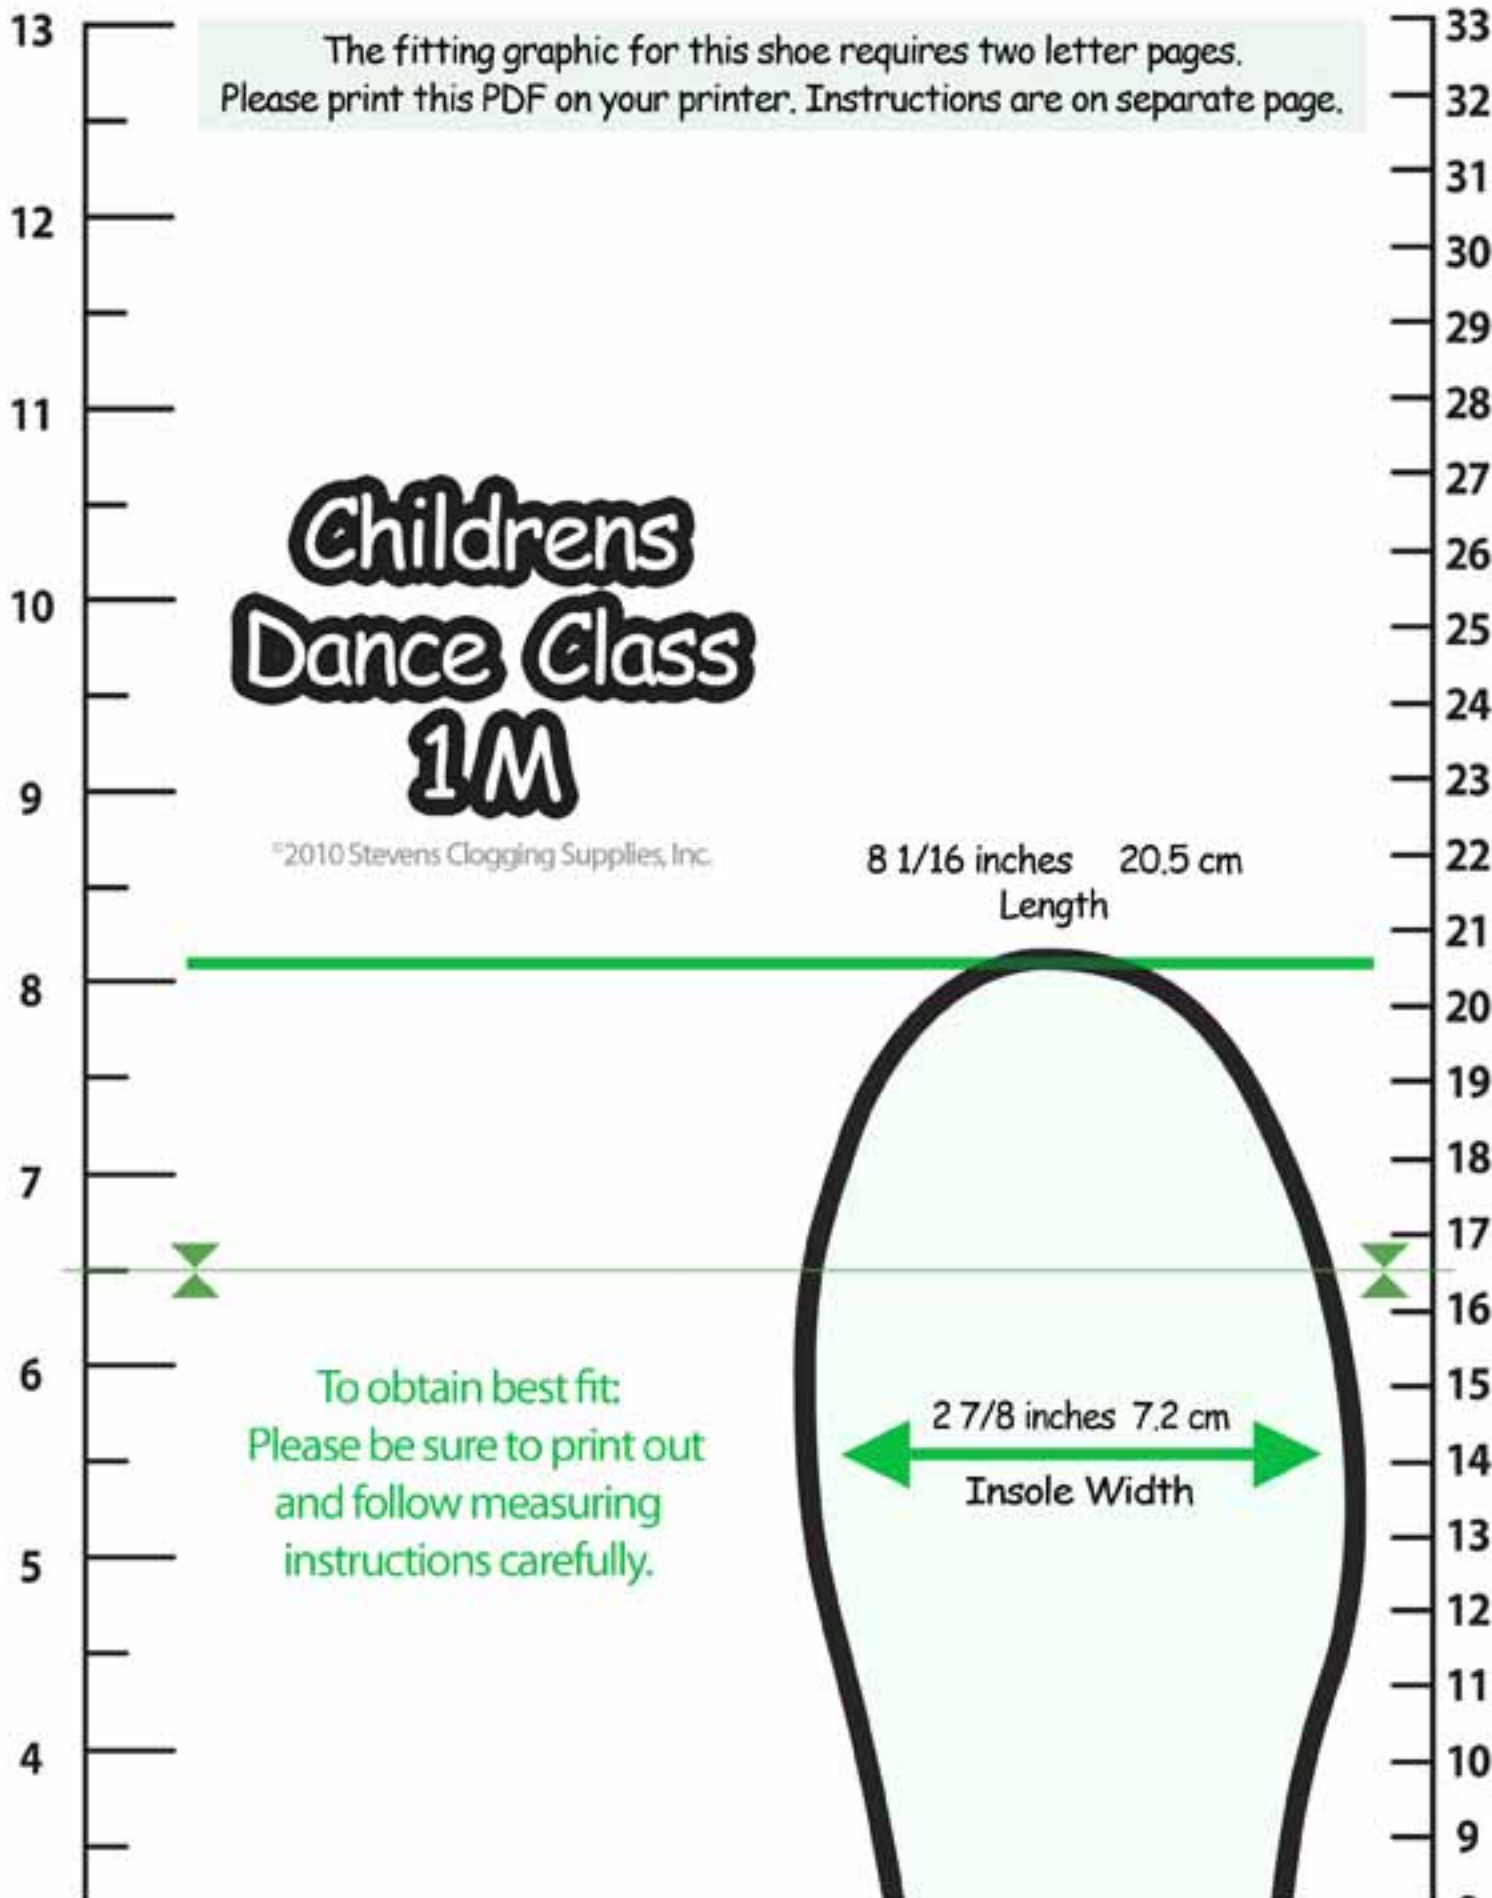 The fitting graphic for this shoe requires two letter pages.
Please print this PDF on your printer. Instructions are on separate page.
Childrens
Dance Class
1M
©2010 Stevens Clogging Supplies, Inc.
8 1/16 inches 20.5 cm
Length
2 7/8 inches 7.2 cm
Insole Width
To obtain best fit:
Please be sure to print out
and follow measuring
instructions carefully.
13
12
11
10
9
8
7
6
5
4
33
32
31
30
29
28
27
26
25
24
23
22
21
20
19
18
17
16
15
14
13
12
11
10
9